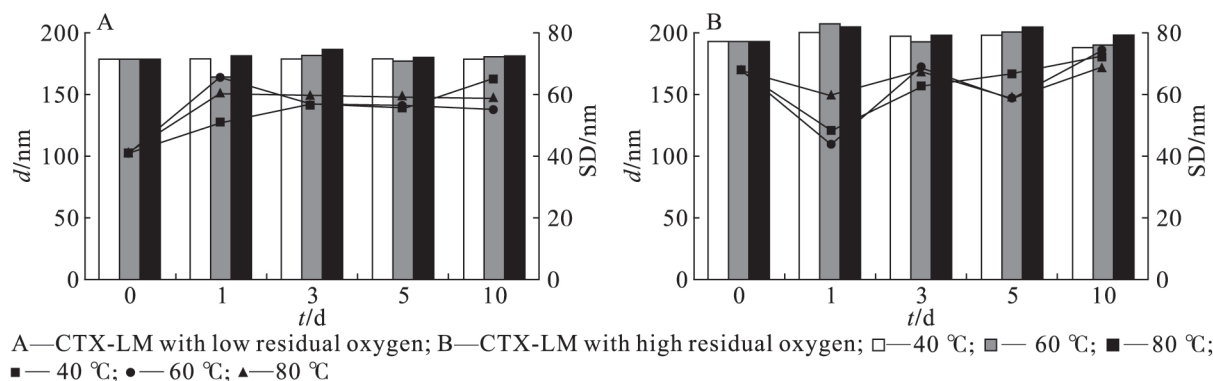 A
B
200
150
100
50
0
d/nm
80
60
40
20
0
SD/nm
0 1 3 5 10
t/d
200
150
100
50
0
d/nm
80
60
40
20
0
SD/nm
0 1 3 5 10
t/d
A—CTX-LM with low residual oxygen; B—CTX-LM with high residual oxygen; □—40 ℃; ■— 60 ℃; ■—80 ℃;
■— 40 ℃; ●—60 ℃; ▲—80 ℃